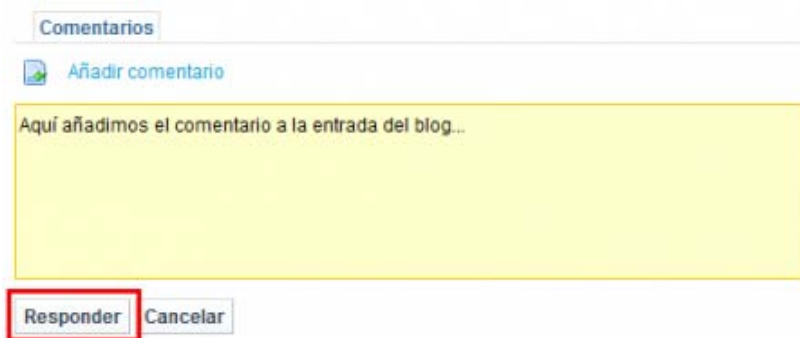 Comentarios
Añadir comentario
Aquí añadimos el comentario a la entrada del blog...
Responder Cancelar